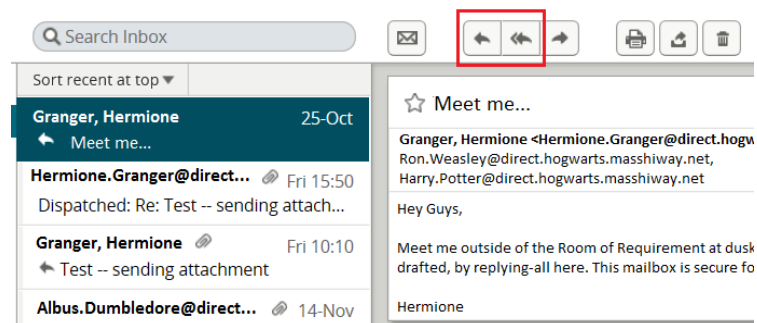 Search Inbox
Sort recent at top
Granger, Hermione 25-Oct
Meet me...
Hermione.Granger@direct... Fri 15:50
Dispatched: Re: Test -- sending attach...
Granger, Hermione Fri 10:10
Test -- sending attachment
Albus.Dumbledore@direct... 14-Nov
Meet me...
Granger, Hermione <Hermione.Granger@direct.hogw
Ron.Weasley@direct.hogwarts.masshiway.net,
Harry.Potter@direct.hogwarts.masshiway.net
Hey Guys,
Meet me outside of the Room of Requirement at dusk
drafted, by replying-all here. This mailbox is secure fo
Hermione